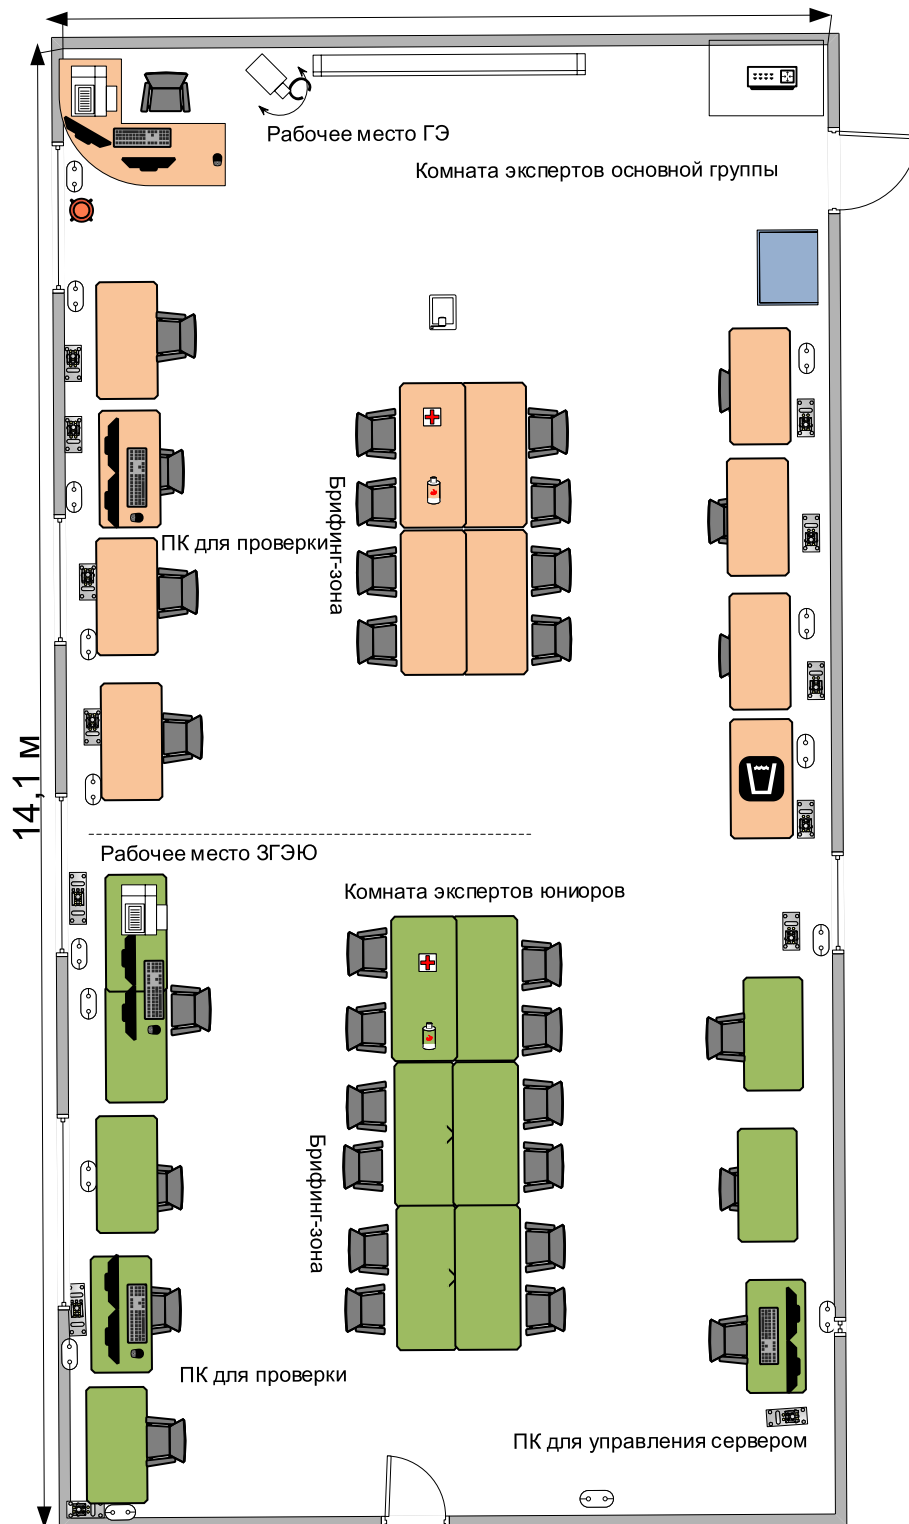 Рабочее место ГЭ
Комната экспертов основной группы
Брифинг-зона
ПК для проверки
14,1 м
Рабочее место ЗГЭЮ
Комната экспертов юниоров
Брифинг-зона
ПК для проверки
ПК для управления сервером